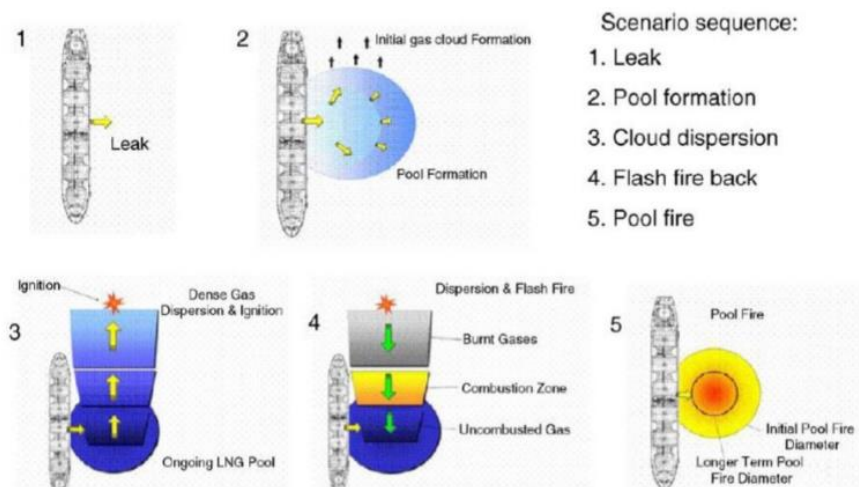 1
Leak
2
Initial gas cloud Formation
Pool Formation
Scenario sequence:
1. Leak
2. Pool formation
3. Cloud dispersion
4. Flash fire back
5. Pool fire
3
Ignition
Dense Gas
Dispersion & Ignition
Ongoing LNG Pool
4
Dispersion & Flash Fire
Burnt Gases
Combustion Zone
Uncombusted Gas
5
Pool Fire
Initial Pool Fire
Diameter
Longer Term Pool
Fire Diameter